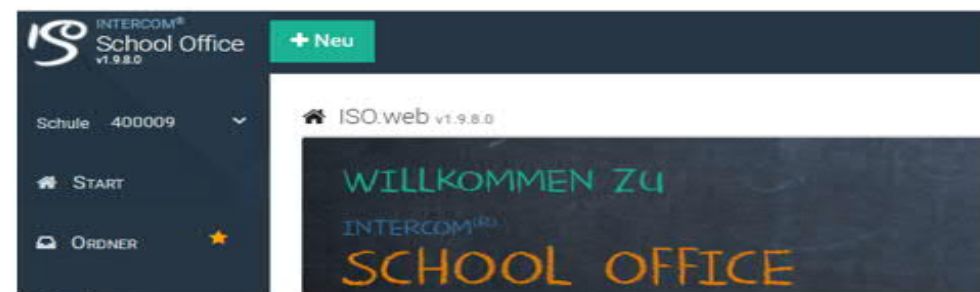 INTERCOM®
School Office
v1.9.8.0
+ Neu
Schule 400009
START
ORDNER
ISO.web v1.9.8.0
WILLKOMMEN ZU
INTERCOM(R)
SCHOOL OFFICE